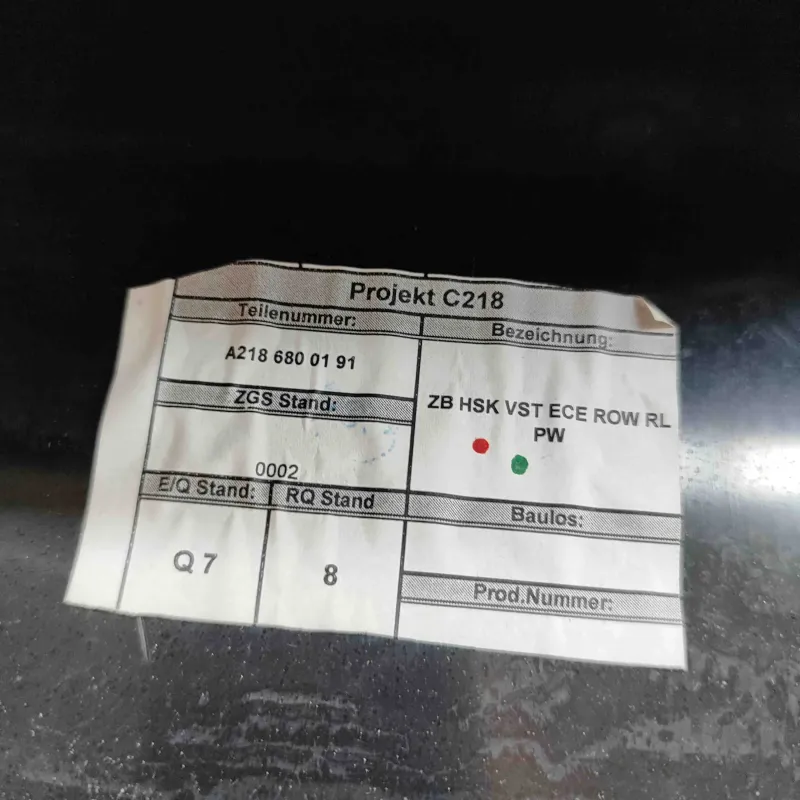 Projekt C218
Teilenummer:
Bezeichnung:
A218 680 01 91
ZB HSK VST ECE ROW RL
PW
ZGS Stand:
0002
E/Q Stand:
RQ Stand
Baulos:
Q 7
8
Prod.Nummer: